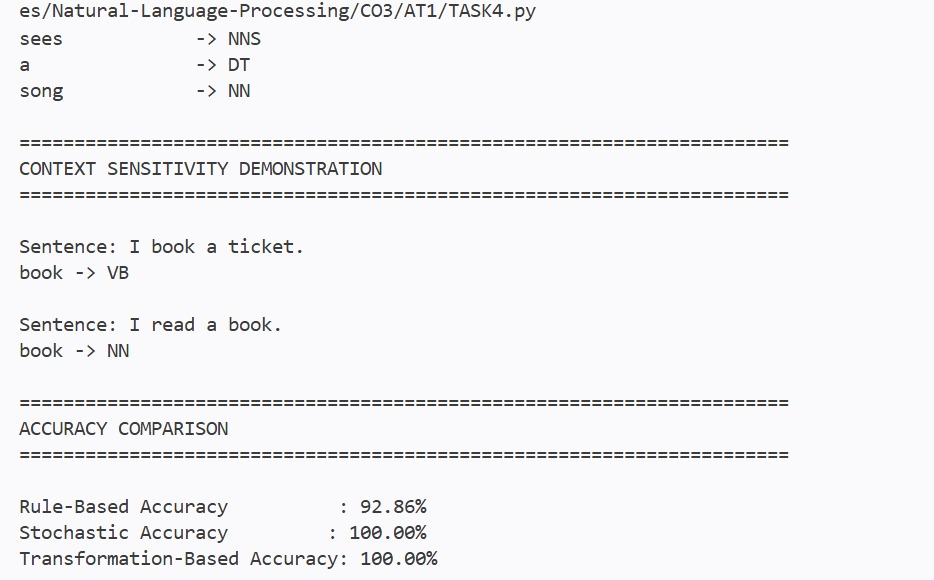 es/Natural-Language-Processing/CO3/AT1/TASK4.py
sees            -> NNS
a               -> DT
song            -> NN
======================================================================
CONTEXT SENSITIVITY DEMONSTRATION
======================================================================
Sentence: I book a ticket.
book -> VB
Sentence: I read a book.
book -> NN
======================================================================
ACCURACY COMPARISON
======================================================================
Rule-Based Accuracy          : 92.86%
Stochastic Accuracy         : 100.00%
Transformation-Based Accuracy: 100.00%